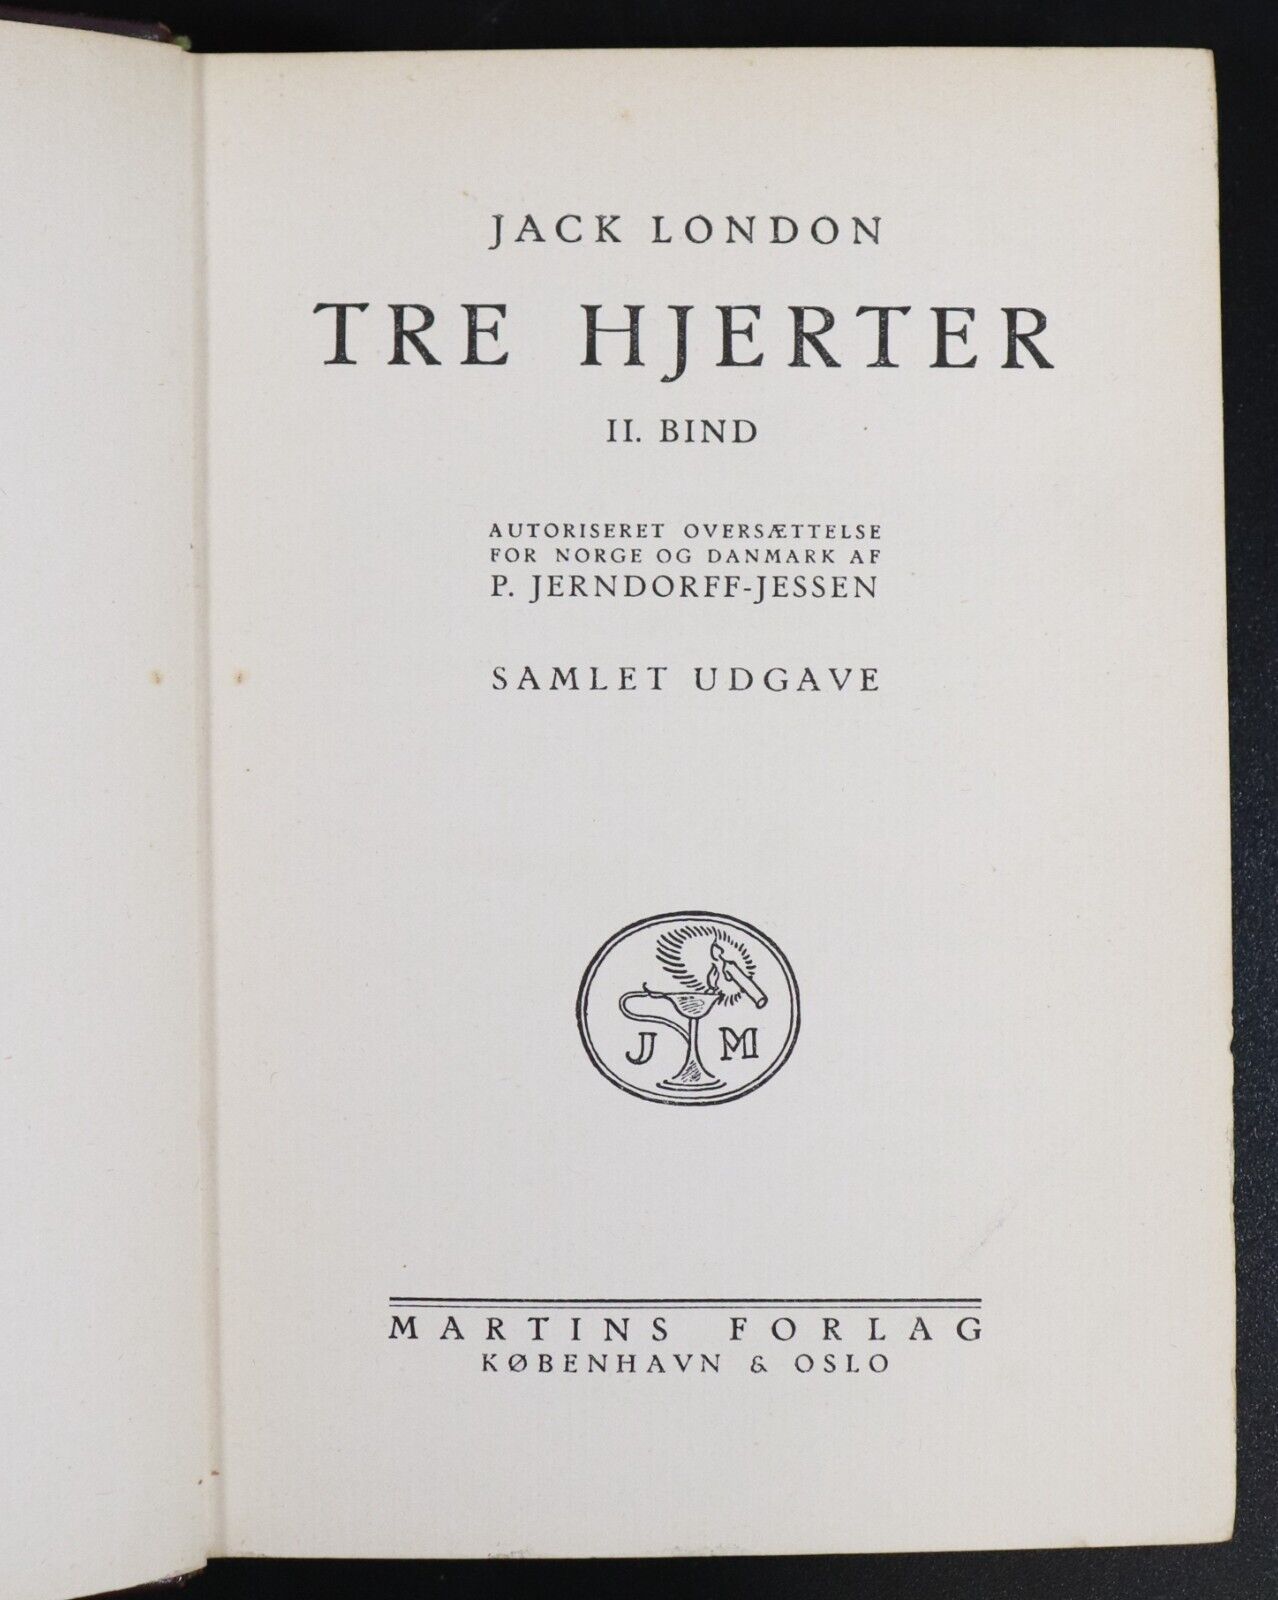 JACK LONDON
TRE HJERTER
II. BIND
AUTORISERET OVERSÆTTELSE
FOR NORGE OG DANMARK AF
P. JERNDORFF-JESSEN
SAMLET UDGAVE
J M
MARTINS FORLAG
KØBENHAVN & OSLO